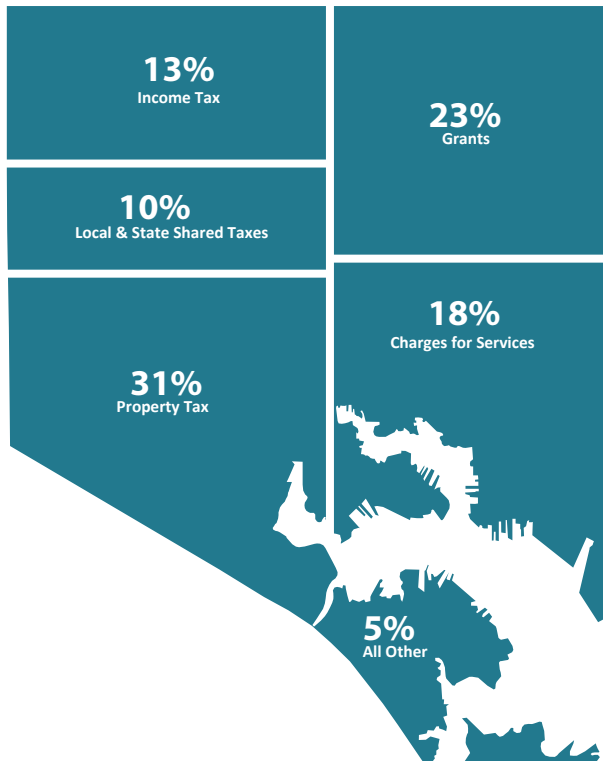 13%
Income Tax
23%
Grants
10%
Local & State Shared Taxes
18%
Charges for Services
31%
Property Tax
5%
All Other